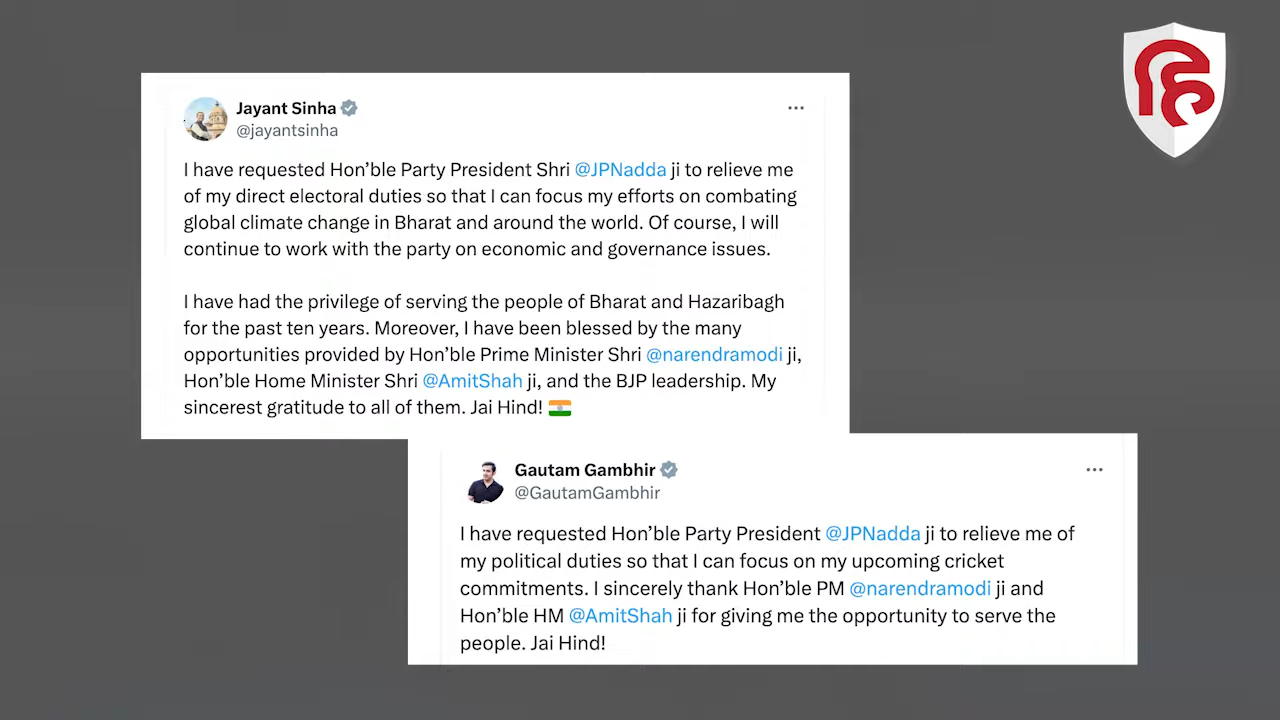 Jayant Sinha
@jayantsinha
I have requested Hon’ble Party President Shri @JPNadda ji to relieve me
of my direct electoral duties so that I can focus my efforts on combating
global climate change in Bharat and around the world. Of course, I will
continue to work with the party on economic and governance issues.
I have had the privilege of serving the people of Bharat and Hazaribagh
for the past ten years. Moreover, I have been blessed by the many
opportunities provided by Hon’ble Prime Minister Shri @narendramodi ji,
Hon’ble Home Minister Shri @AmitShah ji, and the BJP leadership. My
sincerest gratitude to all of them. Jai Hind! 🇮🇳
Gautam Gambhir
@GautamGambhir
I have requested Hon’ble Party President @JPNadda ji to relieve me of
my political duties so that I can focus on my upcoming cricket
commitments. I sincerely thank Hon’ble PM @narendramodi ji and
Hon’ble HM @AmitShah ji for giving me the opportunity to serve the
people. Jai Hind!